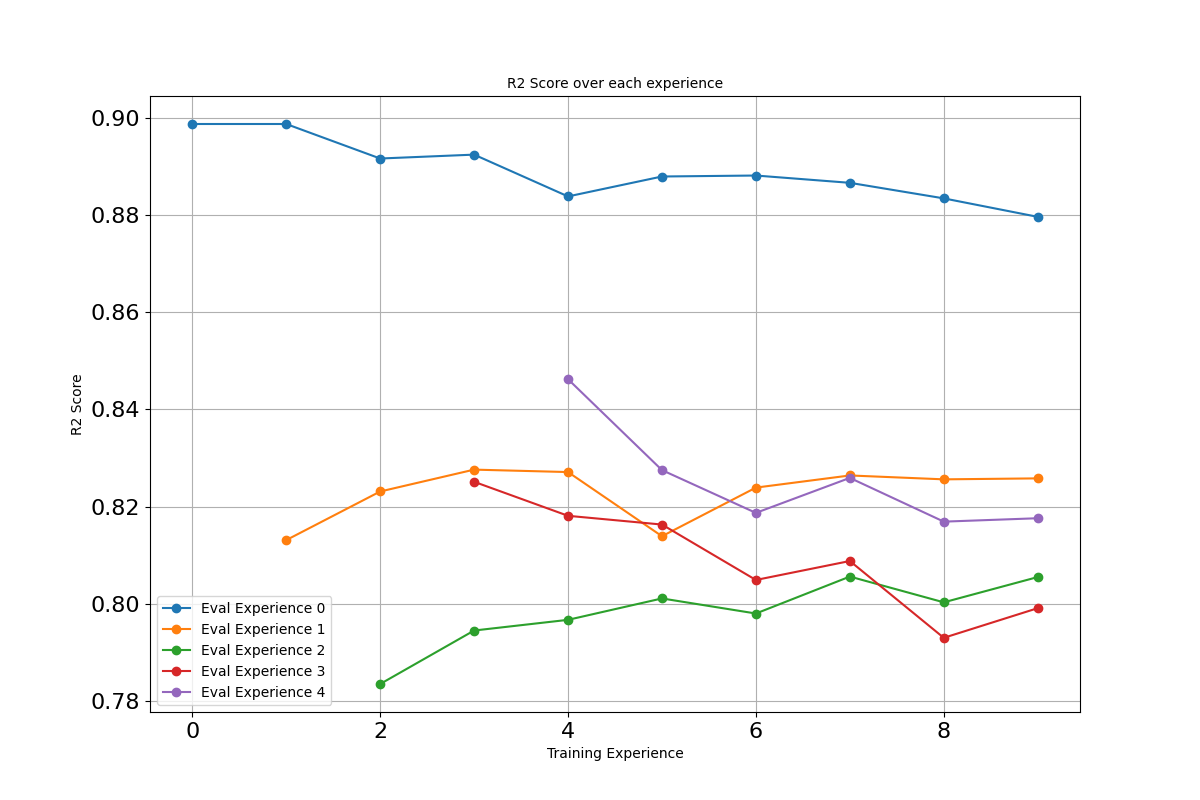 R2 Score over each experience
R2 Score
0.90
0.88
0.86
0.84
0.82
0.80
0.78
Eval Experience 0
Eval Experience 1
Eval Experience 2
Eval Experience 3
Eval Experience 4
0 2 4 6 8
Training Experience